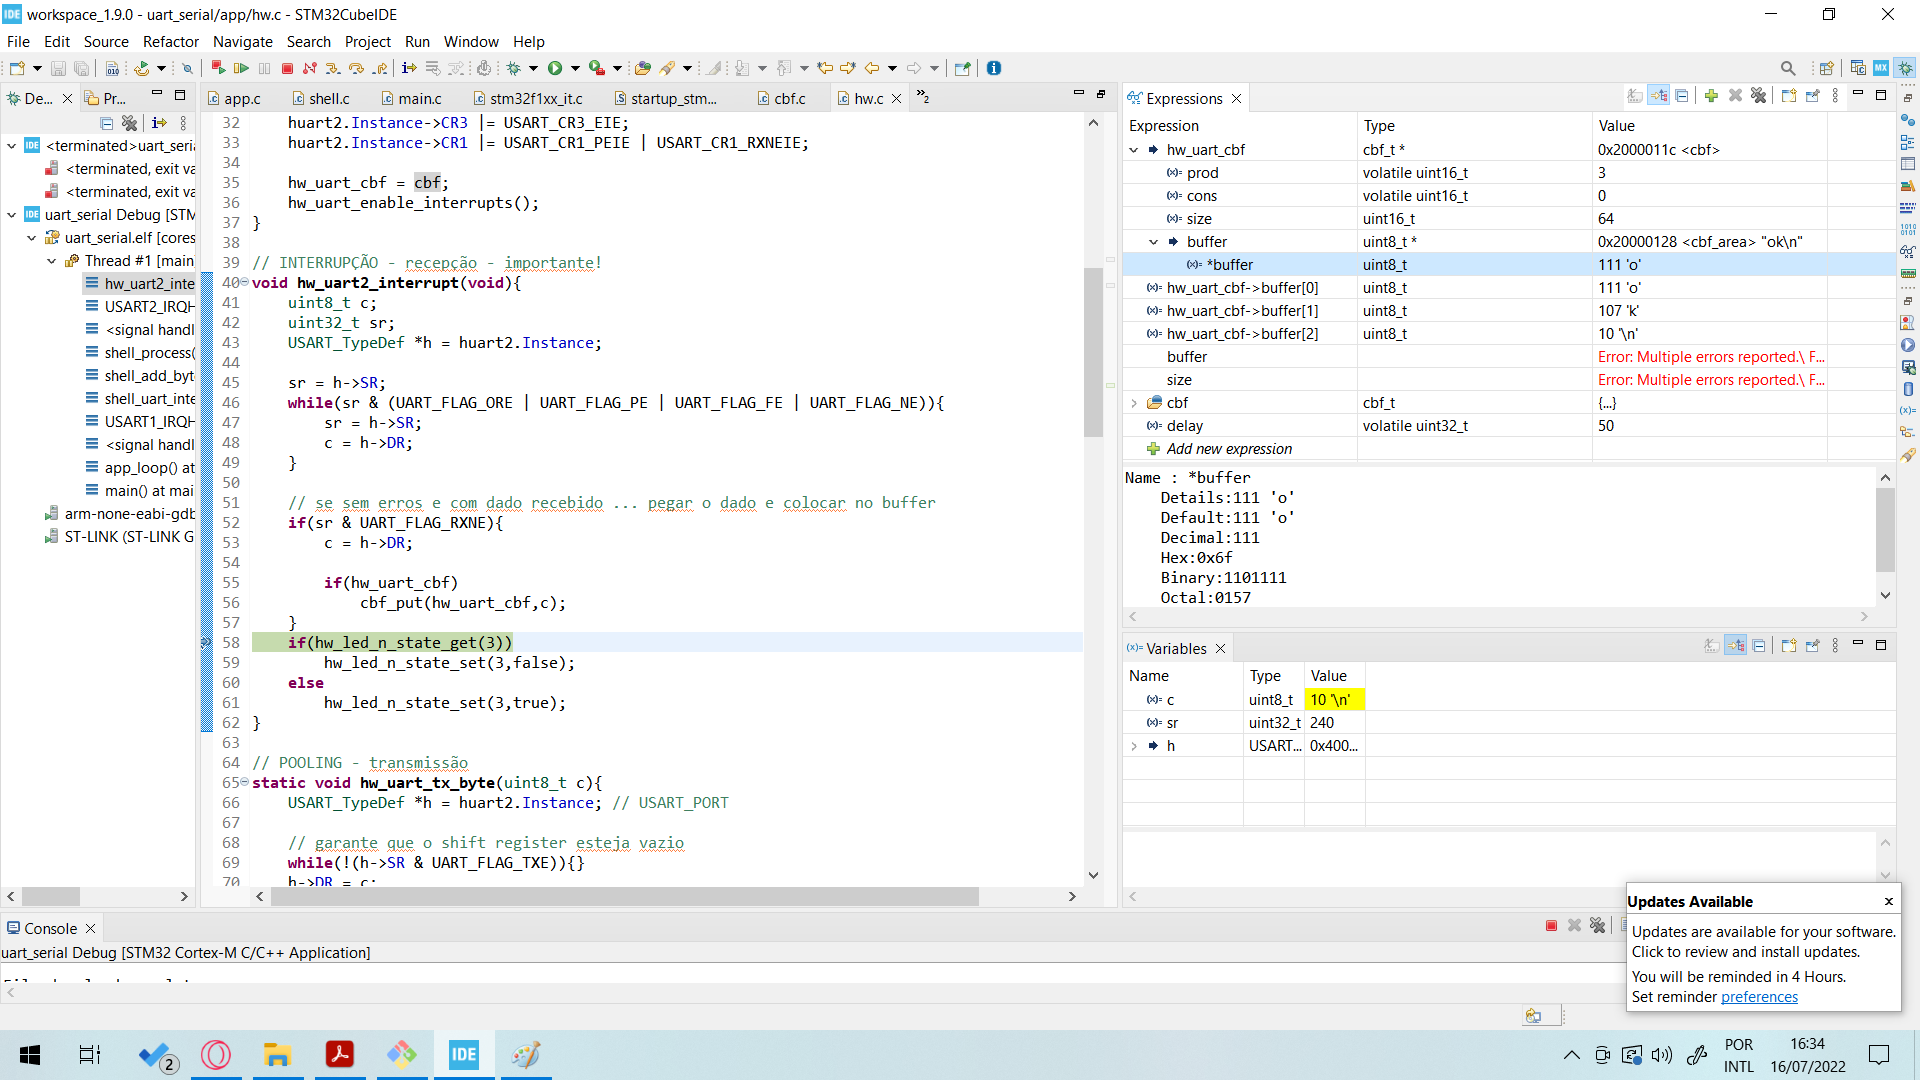 workspace_1.9.0 - uart_serial/app/hw.c - STM32CubeIDE
File Edit Source Refactor Navigate Search Project Run Window Help
De... Pr...
<terminated>uart_seri
<terminated, exit va
<terminated, exit va
uart_serial Debug [STM
uart_serial.elf [cores
Thread #1 [main
hw_uart2_inte
USART2_IRQH
<signal handl
shell_process(
shell_add_byt
shell_uart_inte
USART1_IRQH
<signal handl
app_loop() at
main() at mai
arm-none-eabi-gdb
ST-LINK (ST-LINK G
app.c shell.c main.c stm32f1xx_it.c startup_stm... cbf.c hw.c »2
32 huart2.Instance->CR3 |= USART_CR3_EIE;
33 huart2.Instance->CR1 |= USART_CR1_PEIE | USART_CR1_RXNEIE;
34
35 hw_uart_cbf = cbf;
36 hw_uart_enable_interrupts();
37 }
38
39 // INTERRUPÇÃO - recepção - importante!
40 void hw_uart2_interrupt(void){
41 uint8_t c;
42 uint32_t sr;
43 USART_TypeDef *h = huart2.Instance;
44
45 sr = h->SR;
46 while(sr & (UART_FLAG_ORE | UART_FLAG_PE | UART_FLAG_FE | UART_FLAG_NE)){
47 sr = h->SR;
48 c = h->DR;
49 }
50
51 // se sem erros e com dado recebido ... pegar o dado e colocar no buffer
52 if(sr & UART_FLAG_RXNE){
53 c = h->DR;
54
55 if(hw_uart_cbf)
56 cbf_put(hw_uart_cbf,c);
57 }
58 if(hw_led_n_state_get(3))
59 hw_led_n_state_set(3,false);
60 else
61 hw_led_n_state_set(3,true);
62 }
63
64 // POOLING - transmissão
65 static void hw_uart_tx_byte(uint8_t c){
66 USART_TypeDef *h = huart2.Instance; // USART_PORT
67
68 // garante que o shift register esteja vazio
69 while(!(h->SR & UART_FLAG_TXE)){}
70 h->DR = c;
Expressions
Expression Type Value
hw_uart_cbf cbf_t * 0x2000011c <cbf>
prod volatile uint16_t 3
cons volatile uint16_t 0
size uint16_t 64
buffer uint8_t * 0x20000128 <cbf_area> "ok\n"
*buffer uint8_t 111 'o'
hw_uart_cbf->buffer[0] uint8_t 111 'o'
hw_uart_cbf->buffer[1] uint8_t 107 'k'
hw_uart_cbf->buffer[2] uint8_t 10 '\n'
buffer Error: Multiple errors reported.\ F...
size Error: Multiple errors reported.\ F...
cbf cbf_t {...}
delay volatile uint32_t 50
Add new expression
Name : *buffer
Details:111 'o'
Default:111 'o'
Decimal:111
Hex:0x6f
Binary:1101111
Octal:0157
Variables
Name Type Value
c uint8_t 10 '\n'
sr uint32_t 240
h USART... 0x400...
Console
uart_serial Debug [STM32 Cortex-M C/C++ Application]
Updates Available
Updates are available for your software.
Click to review and install updates.
You will be reminded in 4 Hours.
Set reminder preferences
2
IDE
POR
INTL
16:34
16/07/2022